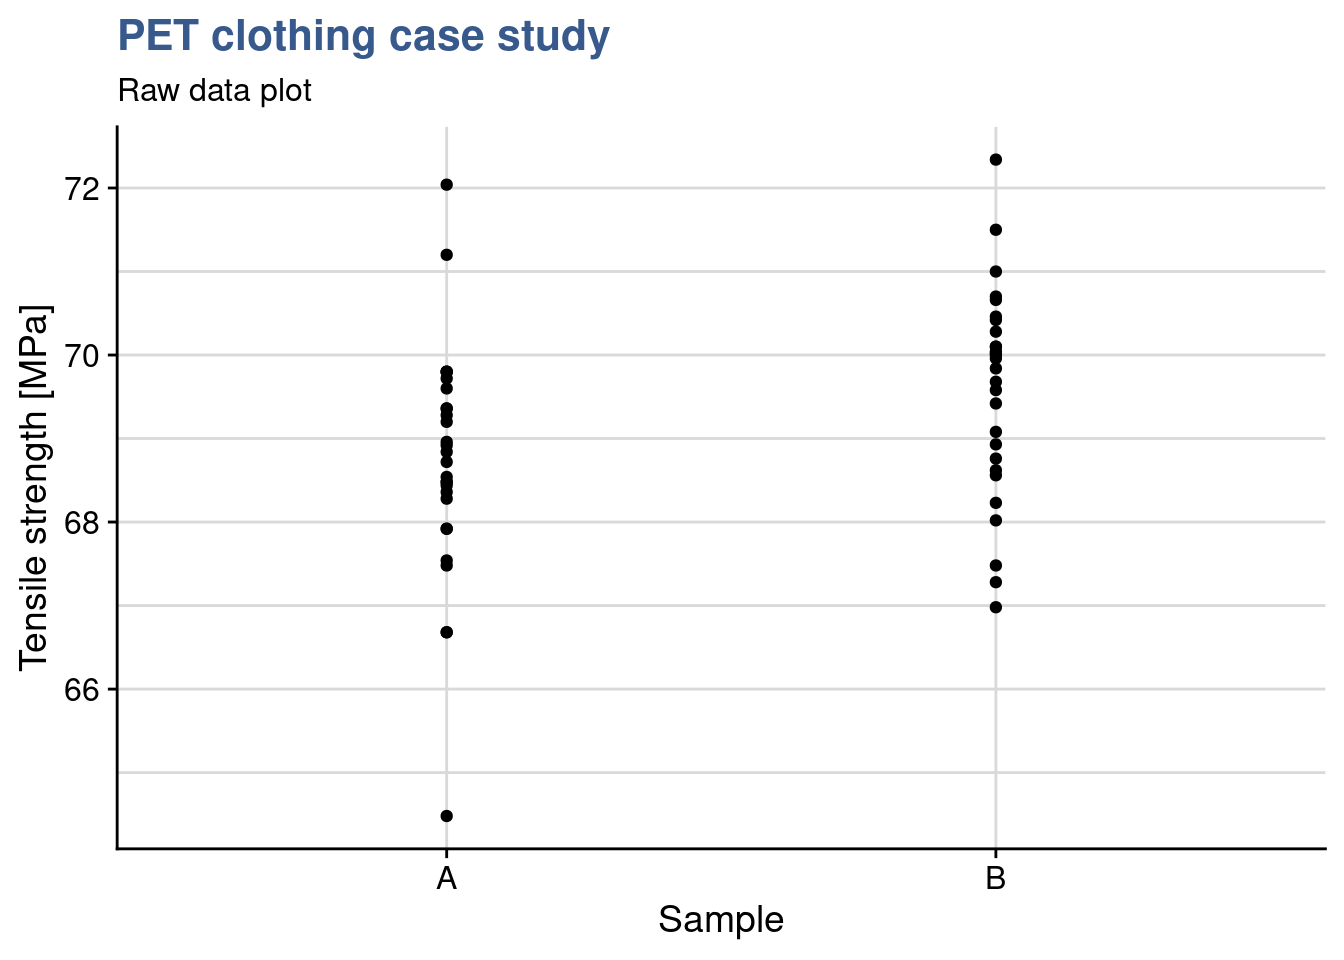 PET clothing case study
Raw data plot
Tensile strength [MPa]
72
70
68
66
A
B
Sample